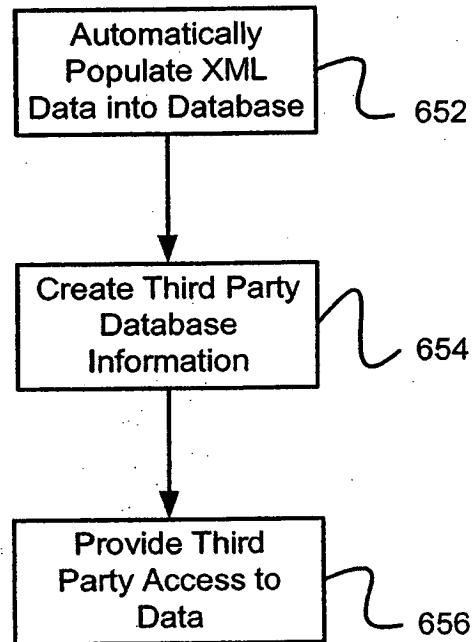 Automatically
Populate XML
Data into Database
652
Create Third Party
Database
Information
654
Provide Third
Party Access to
Data
656